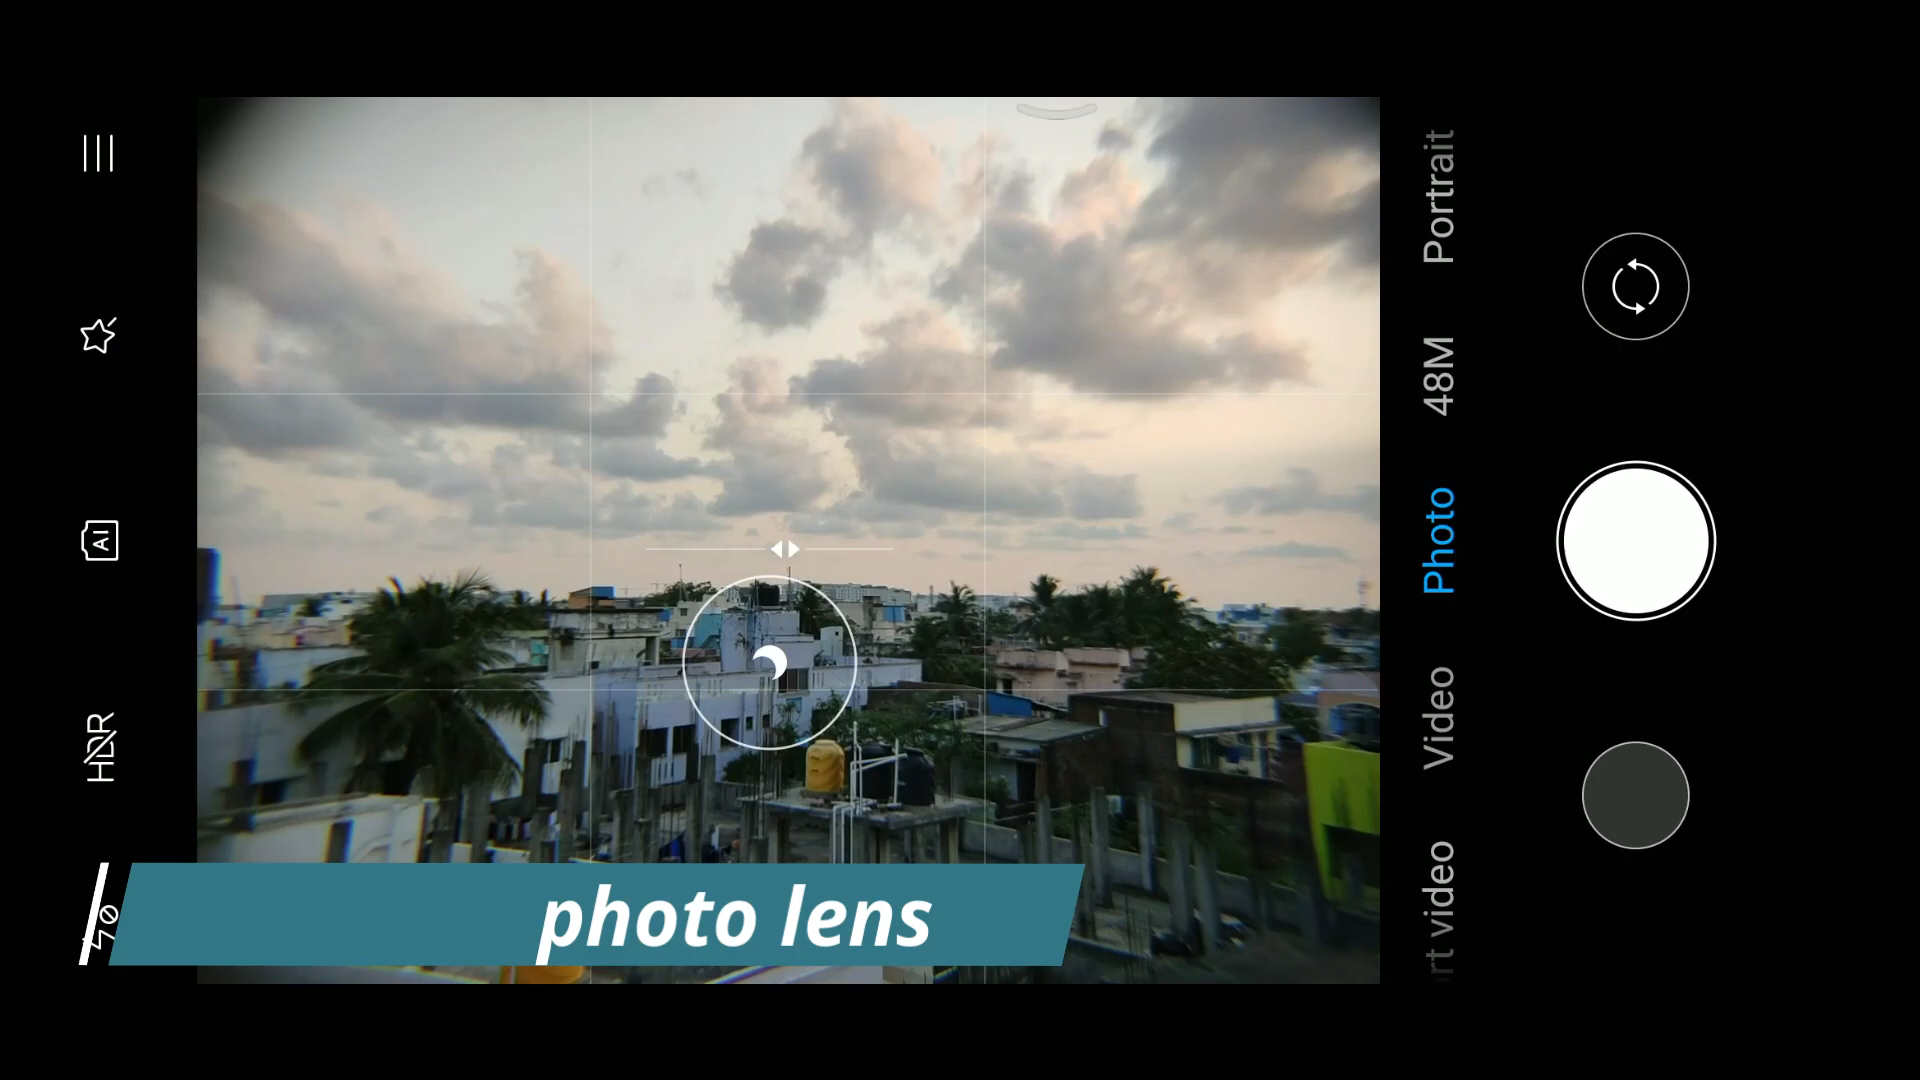 Portrait
48M
Photo
Video
rt video
AI
HDR
photo lens